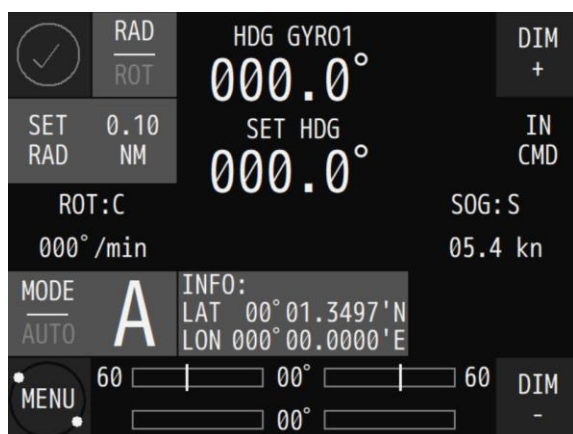 RAD
ROT
HDG GYRO1
000.0°
DIM
+
SET RAD
0.10 NM
SET HDG
000.0°
IN CMD
ROT:C
000°/min
SOG:S
05.4 kn
MODE
AUTO
A
INFO:
LAT 00°01.3497'N
LON 000°00.0000'E
MENU
60 00° 60
00°
DIM
-